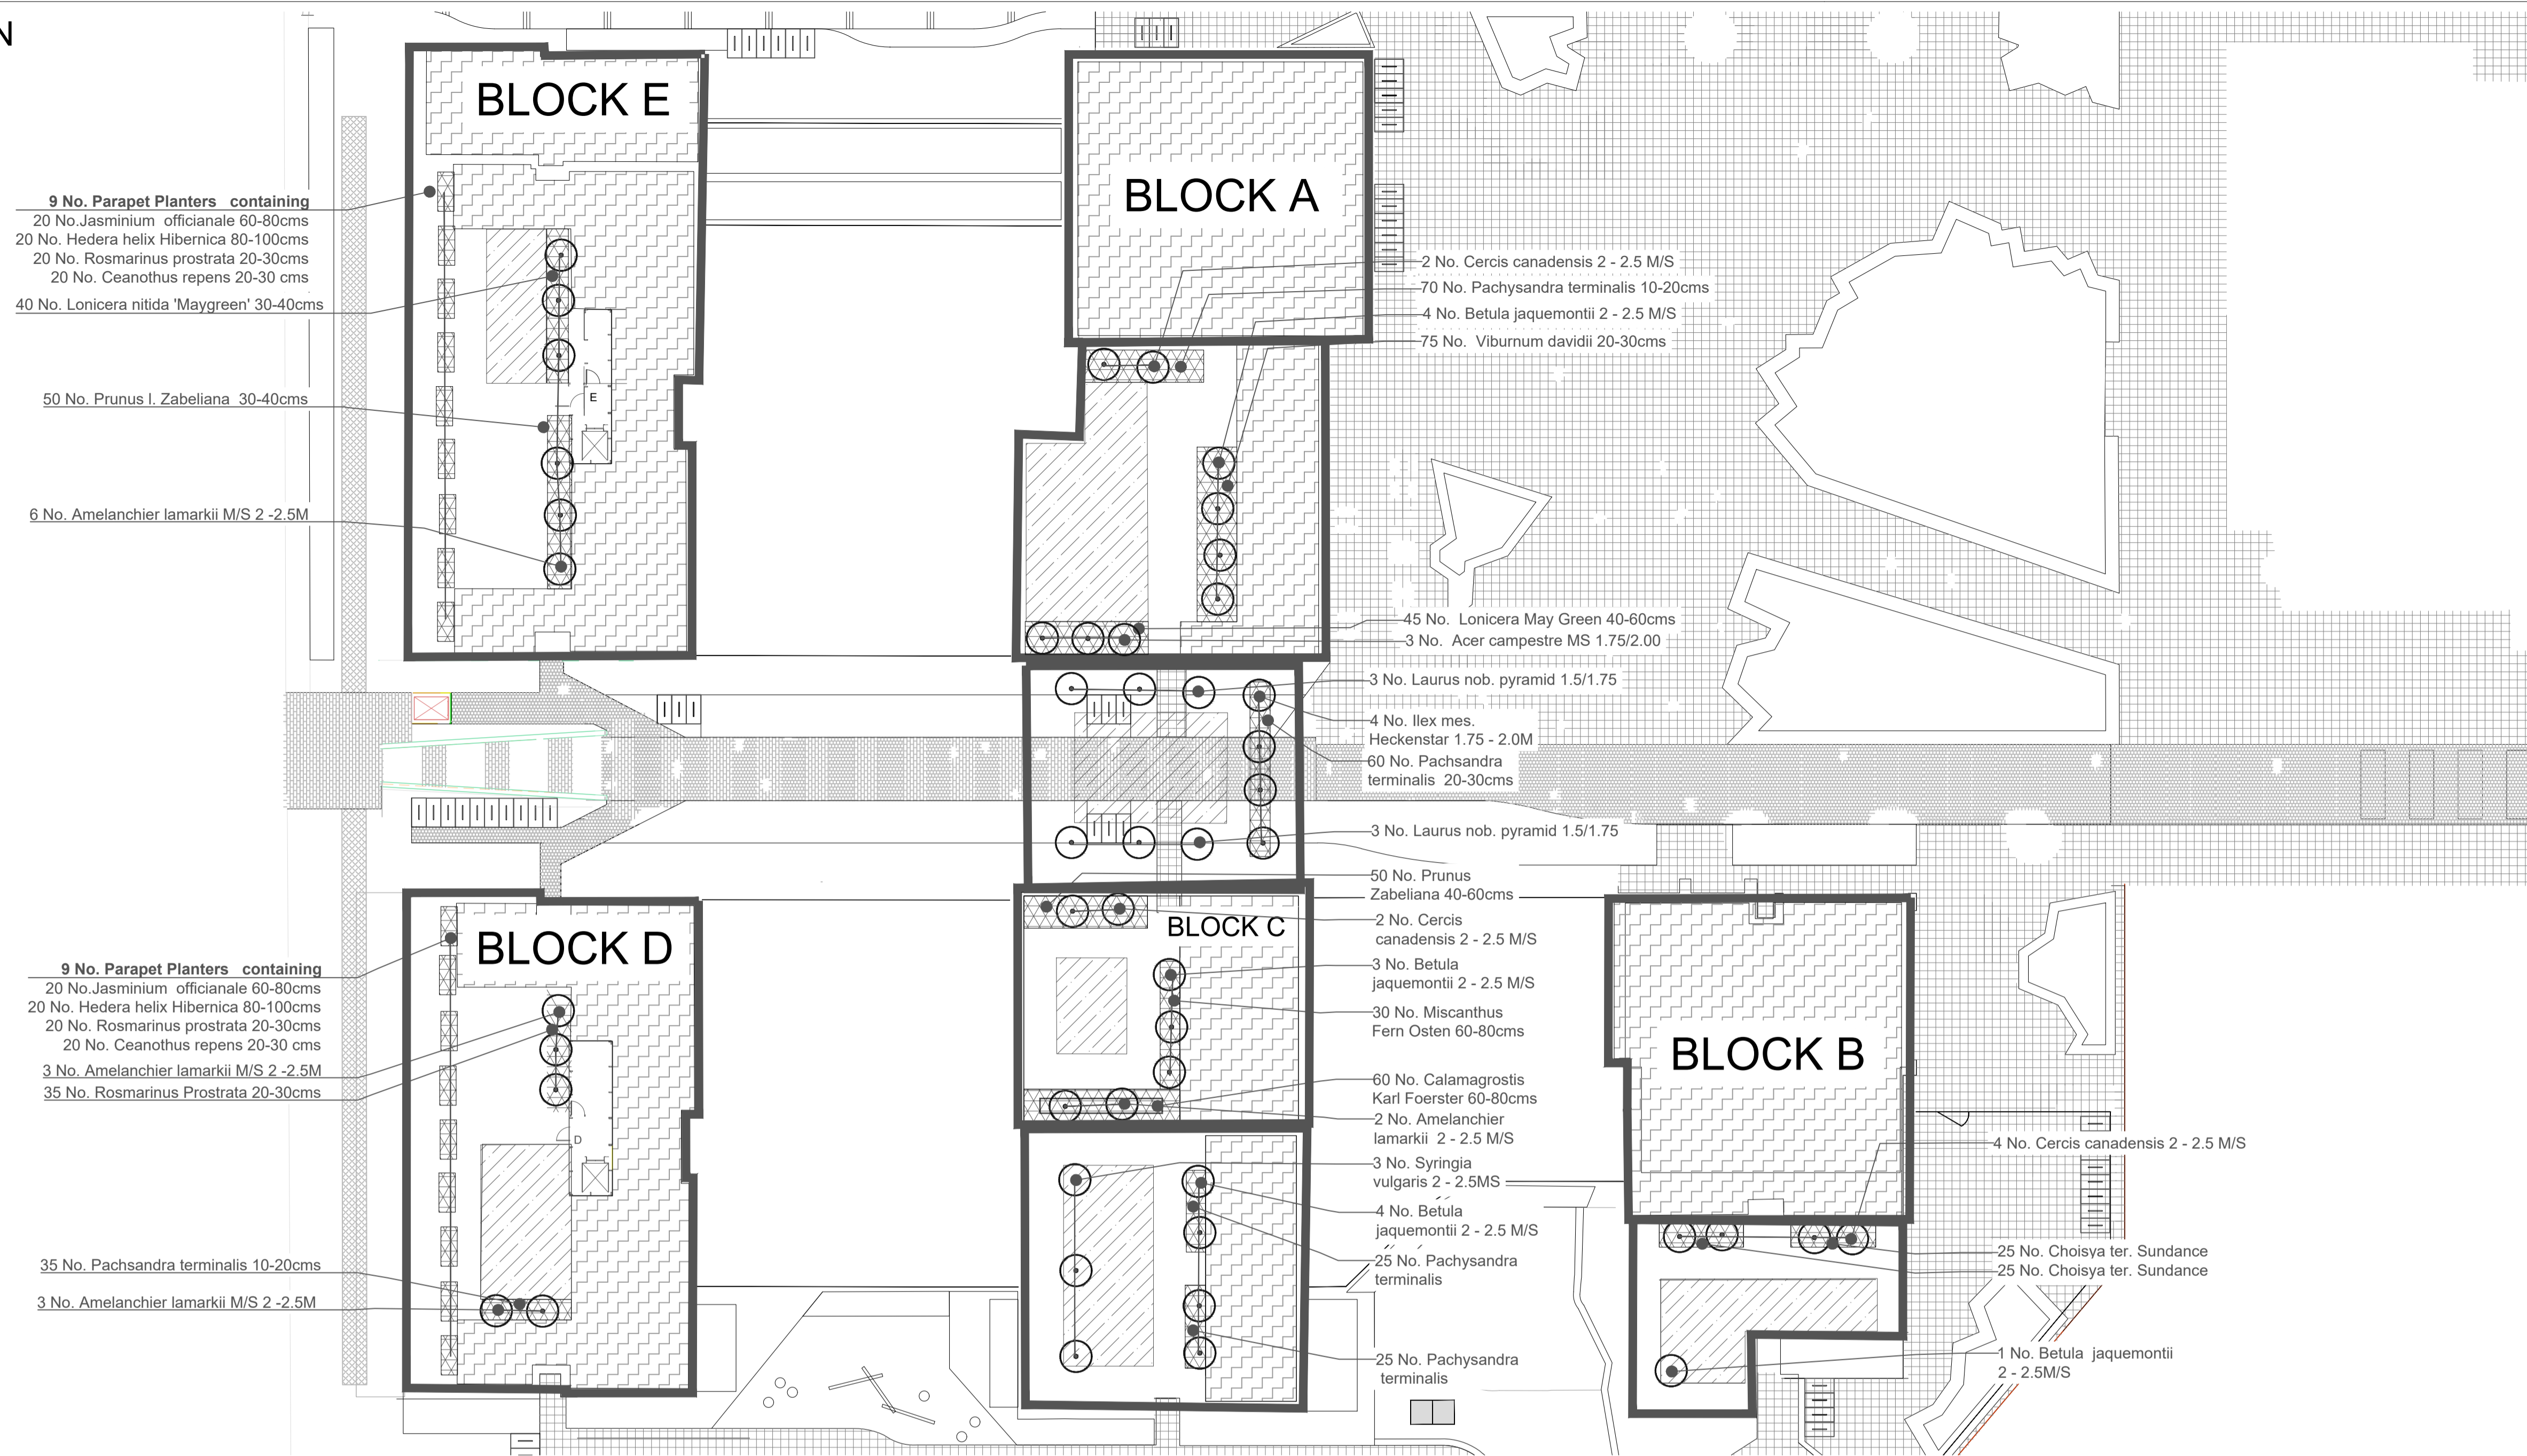 N
BLOCK E
BLOCK A
9 No. Parapet Planters containing
20 No.Jasminium officianale 60-80cms
20 No. Hedera helix Hibernica 80-100cms
20 No. Rosmarinus prostrata 20-30cms
20 No. Ceanothus repens 20-30 cms
40 No. Lonicera nitida 'Maygreen' 30-40cms
50 No. Prunus l. Zabeliana 30-40cms
6 No. Amelanchier lamarkii M/S 2 -2.5M
E
2 No. Cercis canadensis 2 - 2.5 M/S
70 No. Pachysandra terminalis 10-20cms
4 No. Betula jaquemontii 2 - 2.5 M/S
75 No. Viburnum davidii 20-30cms
45 No. Lonicera May Green 40-60cms
3 No. Acer campestre MS 1.75/2.00
3 No. Laurus nob. pyramid 1.5/1.75
4 No. Ilex mes.
Heckenstar 1.75 - 2.0M
60 No. Pachsandra
terminalis 20-30cms
3 No. Laurus nob. pyramid 1.5/1.75
50 No. Prunus
Zabeliana 40-60cms
2 No. Cercis
canadensis 2 - 2.5 M/S
3 No. Betula
jaquemontii 2 - 2.5 M/S
30 No. Miscanthus
Fern Osten 60-80cms
60 No. Calamagrostis
Karl Foerster 60-80cms
2 No. Amelanchier
lamarkii 2 - 2.5 M/S
3 No. Syringia
vulgaris 2 - 2.5MS
4 No. Betula
jaquemontii 2 - 2.5 M/S
25 No. Pachysandra
terminalis
25 No. Pachysandra
terminalis
BLOCK D
BLOCK C
BLOCK B
9 No. Parapet Planters containing
20 No.Jasminium officianale 60-80cms
20 No. Hedera helix Hibernica 80-100cms
20 No. Rosmarinus prostrata 20-30cms
20 No. Ceanothus repens 20-30 cms
3 No. Amelanchier lamarkii M/S 2 -2.5M
35 No. Rosmarinus Prostrata 20-30cms
D
35 No. Pachsandra terminalis 10-20cms
3 No. Amelanchier lamarkii M/S 2 -2.5M
4 No. Cercis canadensis 2 - 2.5 M/S
25 No. Choisya ter. Sundance
25 No. Choisya ter. Sundance
1 No. Betula jaquemontii
2 - 2.5M/S